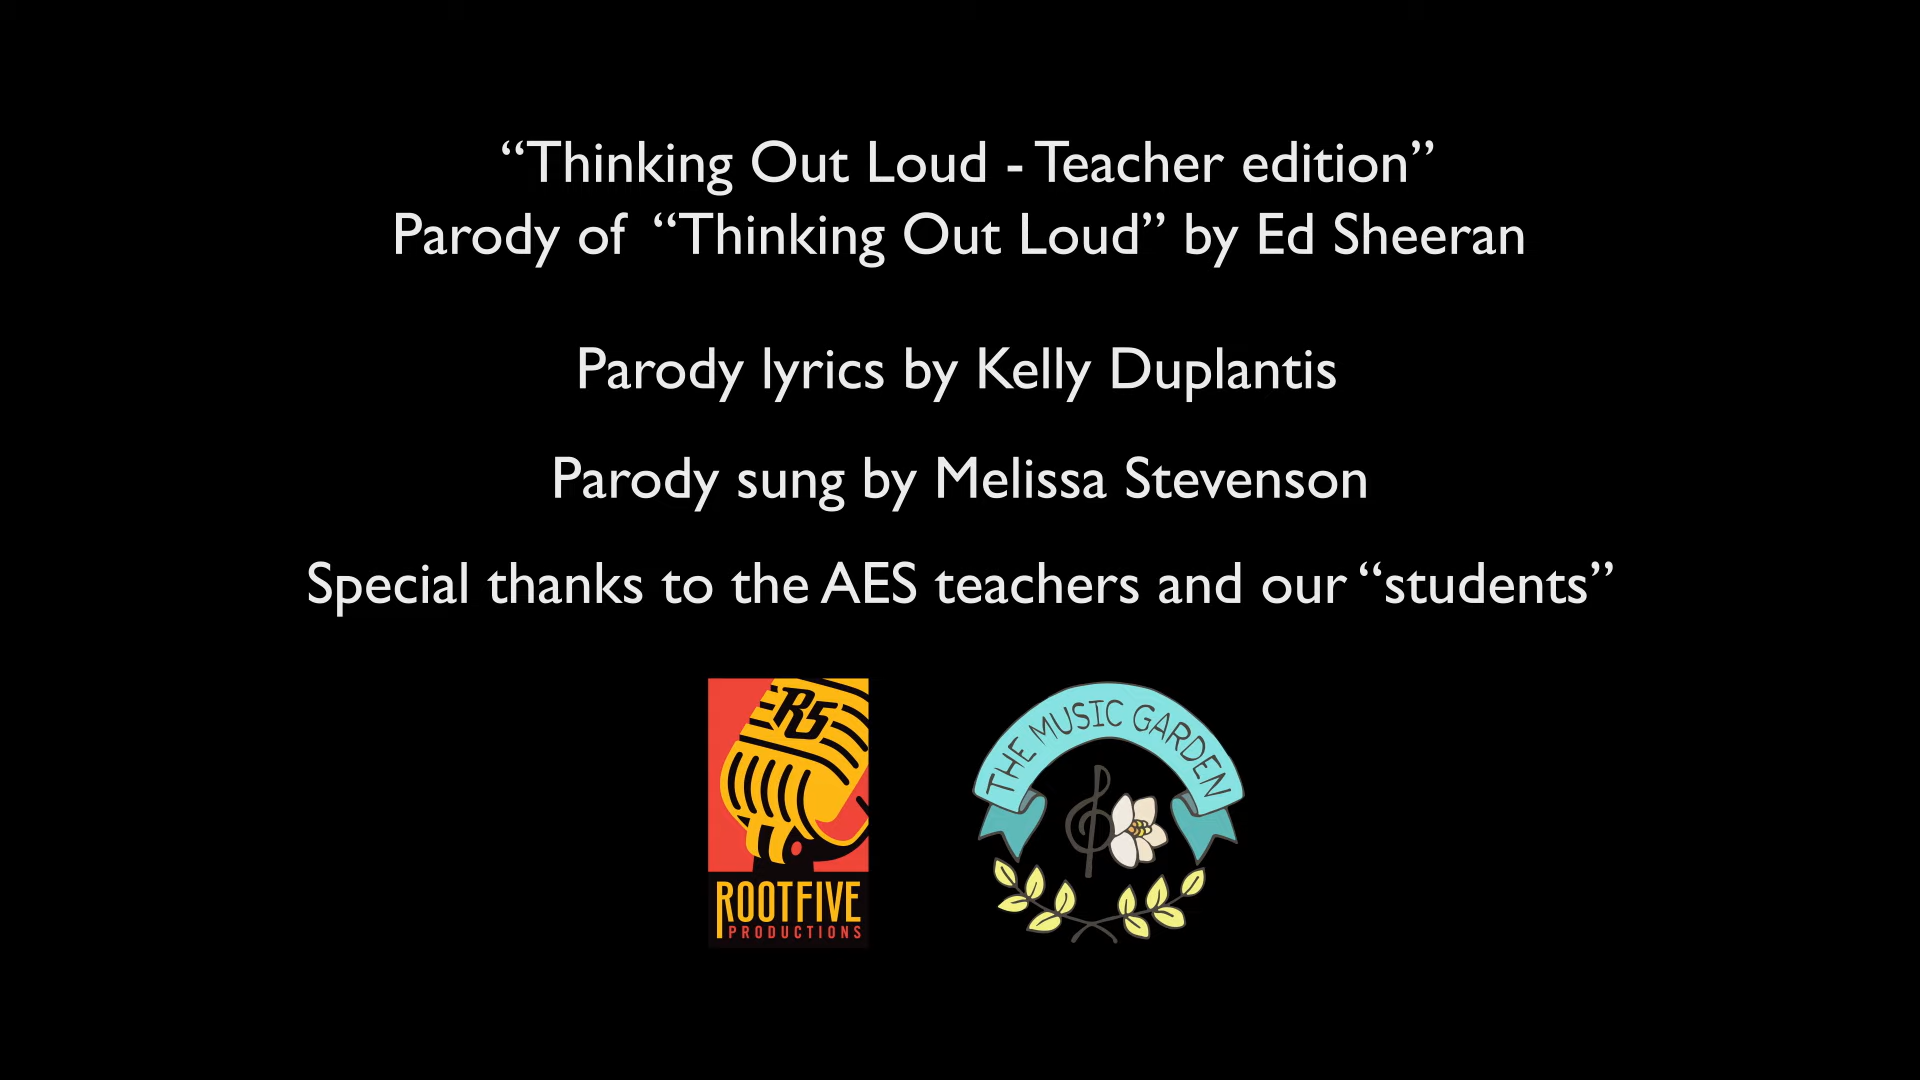 “Thinking Out Loud - Teacher edition”
Parody of “Thinking Out Loud” by Ed Sheeran
Parody lyrics by Kelly Duplantis
Parody sung by Melissa Stevenson
Special thanks to the AES teachers and our “students”
R5
ROOTFIVE
PRODUCTIONS
THE MUSIC GARDEN